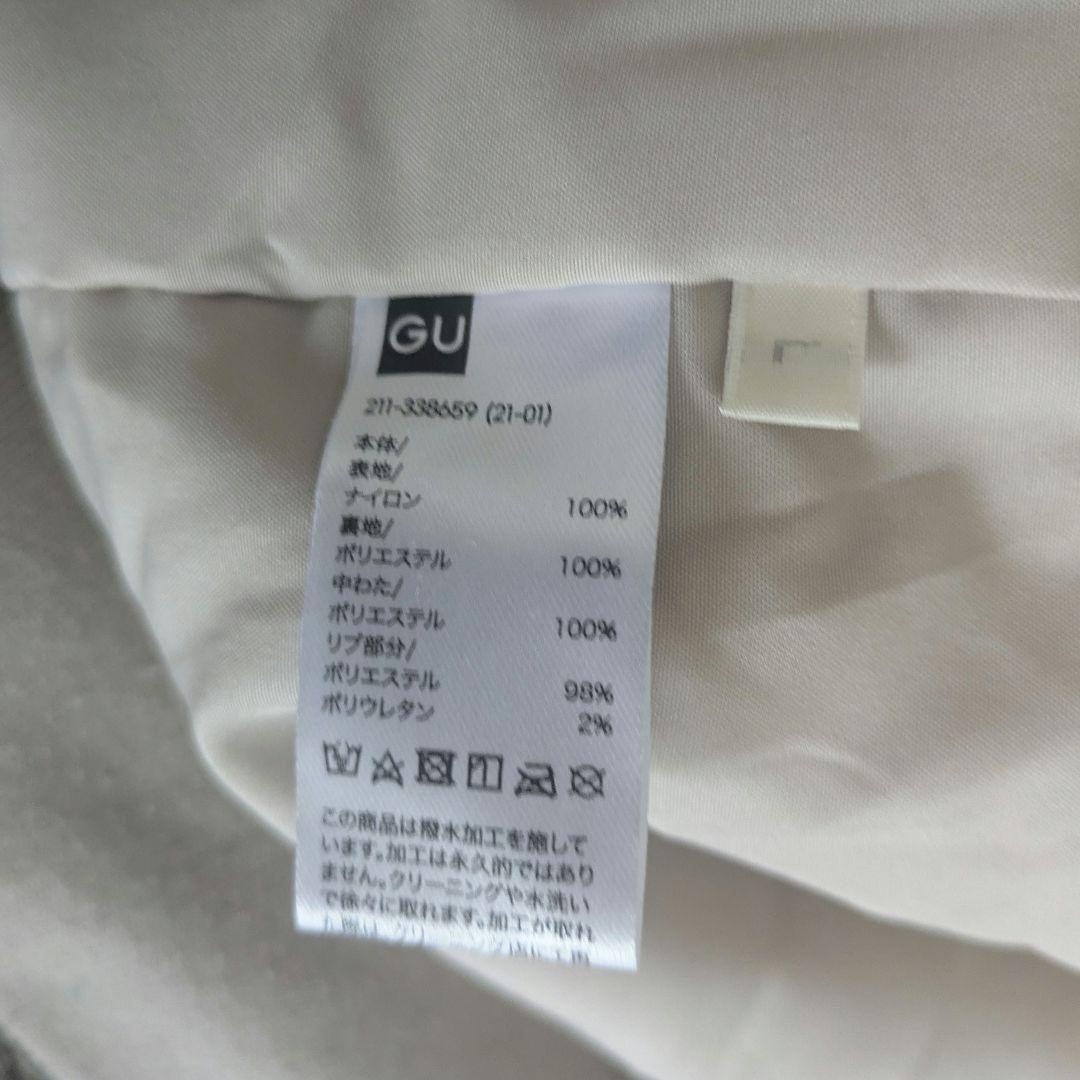 GU
L
211-338659 (21-01)
本体/
表地/
ナイロン 100%
裏地/
ポリエステル 100%
中わた/
ポリエステル 100%
リブ部分/
ポリエステル 98%
ポリウレタン 2%
この商品は撥水加工を施して
います。加工は永久的ではあり
ません。クリーニングや水洗い
で徐々に取れます。加工が取れ